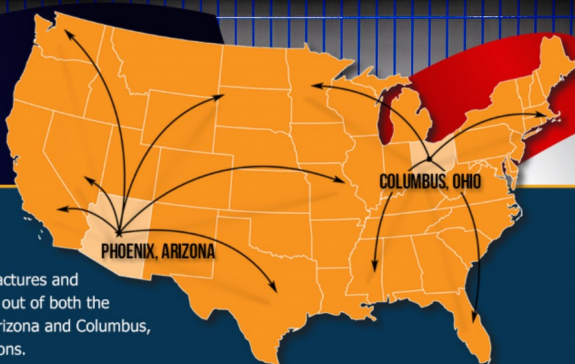 COLUMBUS, OHIO
PHOENIX, ARIZONA
actures and
out of both the
rizona and Columbus,
ons.